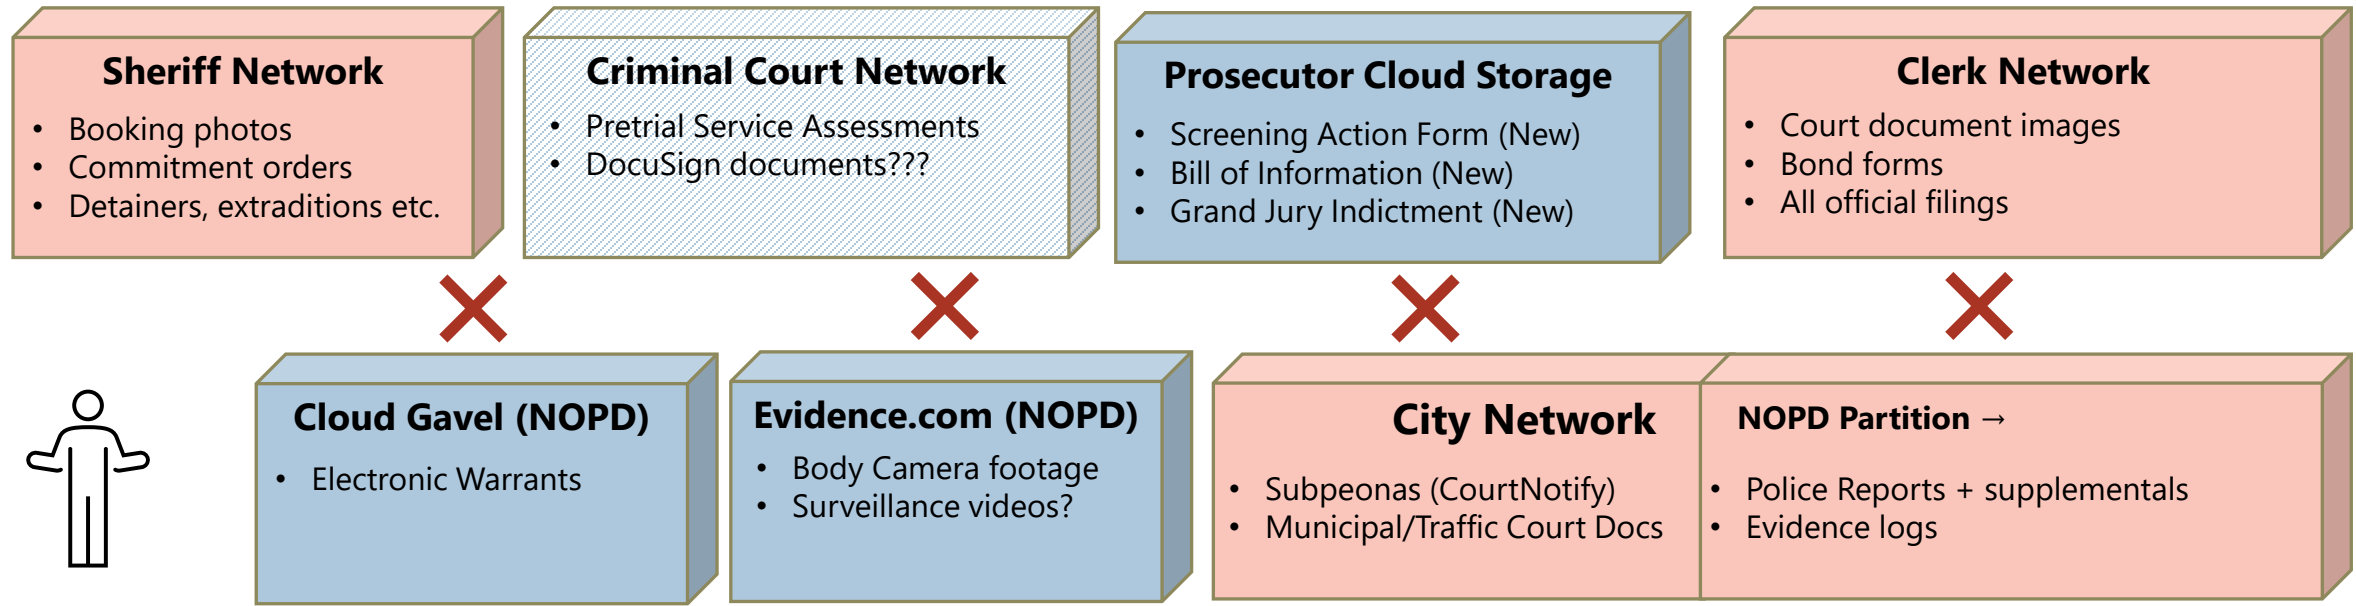 Sheriff Network
• Booking photos
• Commitment orders
• Detainers, extraditions etc.
Criminal Court Network
• Pretrial Service Assessments
• DocuSign documents???
Prosecutor Cloud Storage
• Screening Action Form (New)
• Bill of Information (New)
• Grand Jury Indictment (New)
Clerk Network
• Court document images
• Bond forms
• All official filings
Cloud Gavel (NOPD)
• Electronic Warrants
Evidence.com (NOPD)
• Body Camera footage
• Surveillance videos?
City Network
• Subpeonas (CourtNotify)
• Municipal/Traffic Court Docs
NOPD Partition →
• Police Reports + supplementals
• Evidence logs